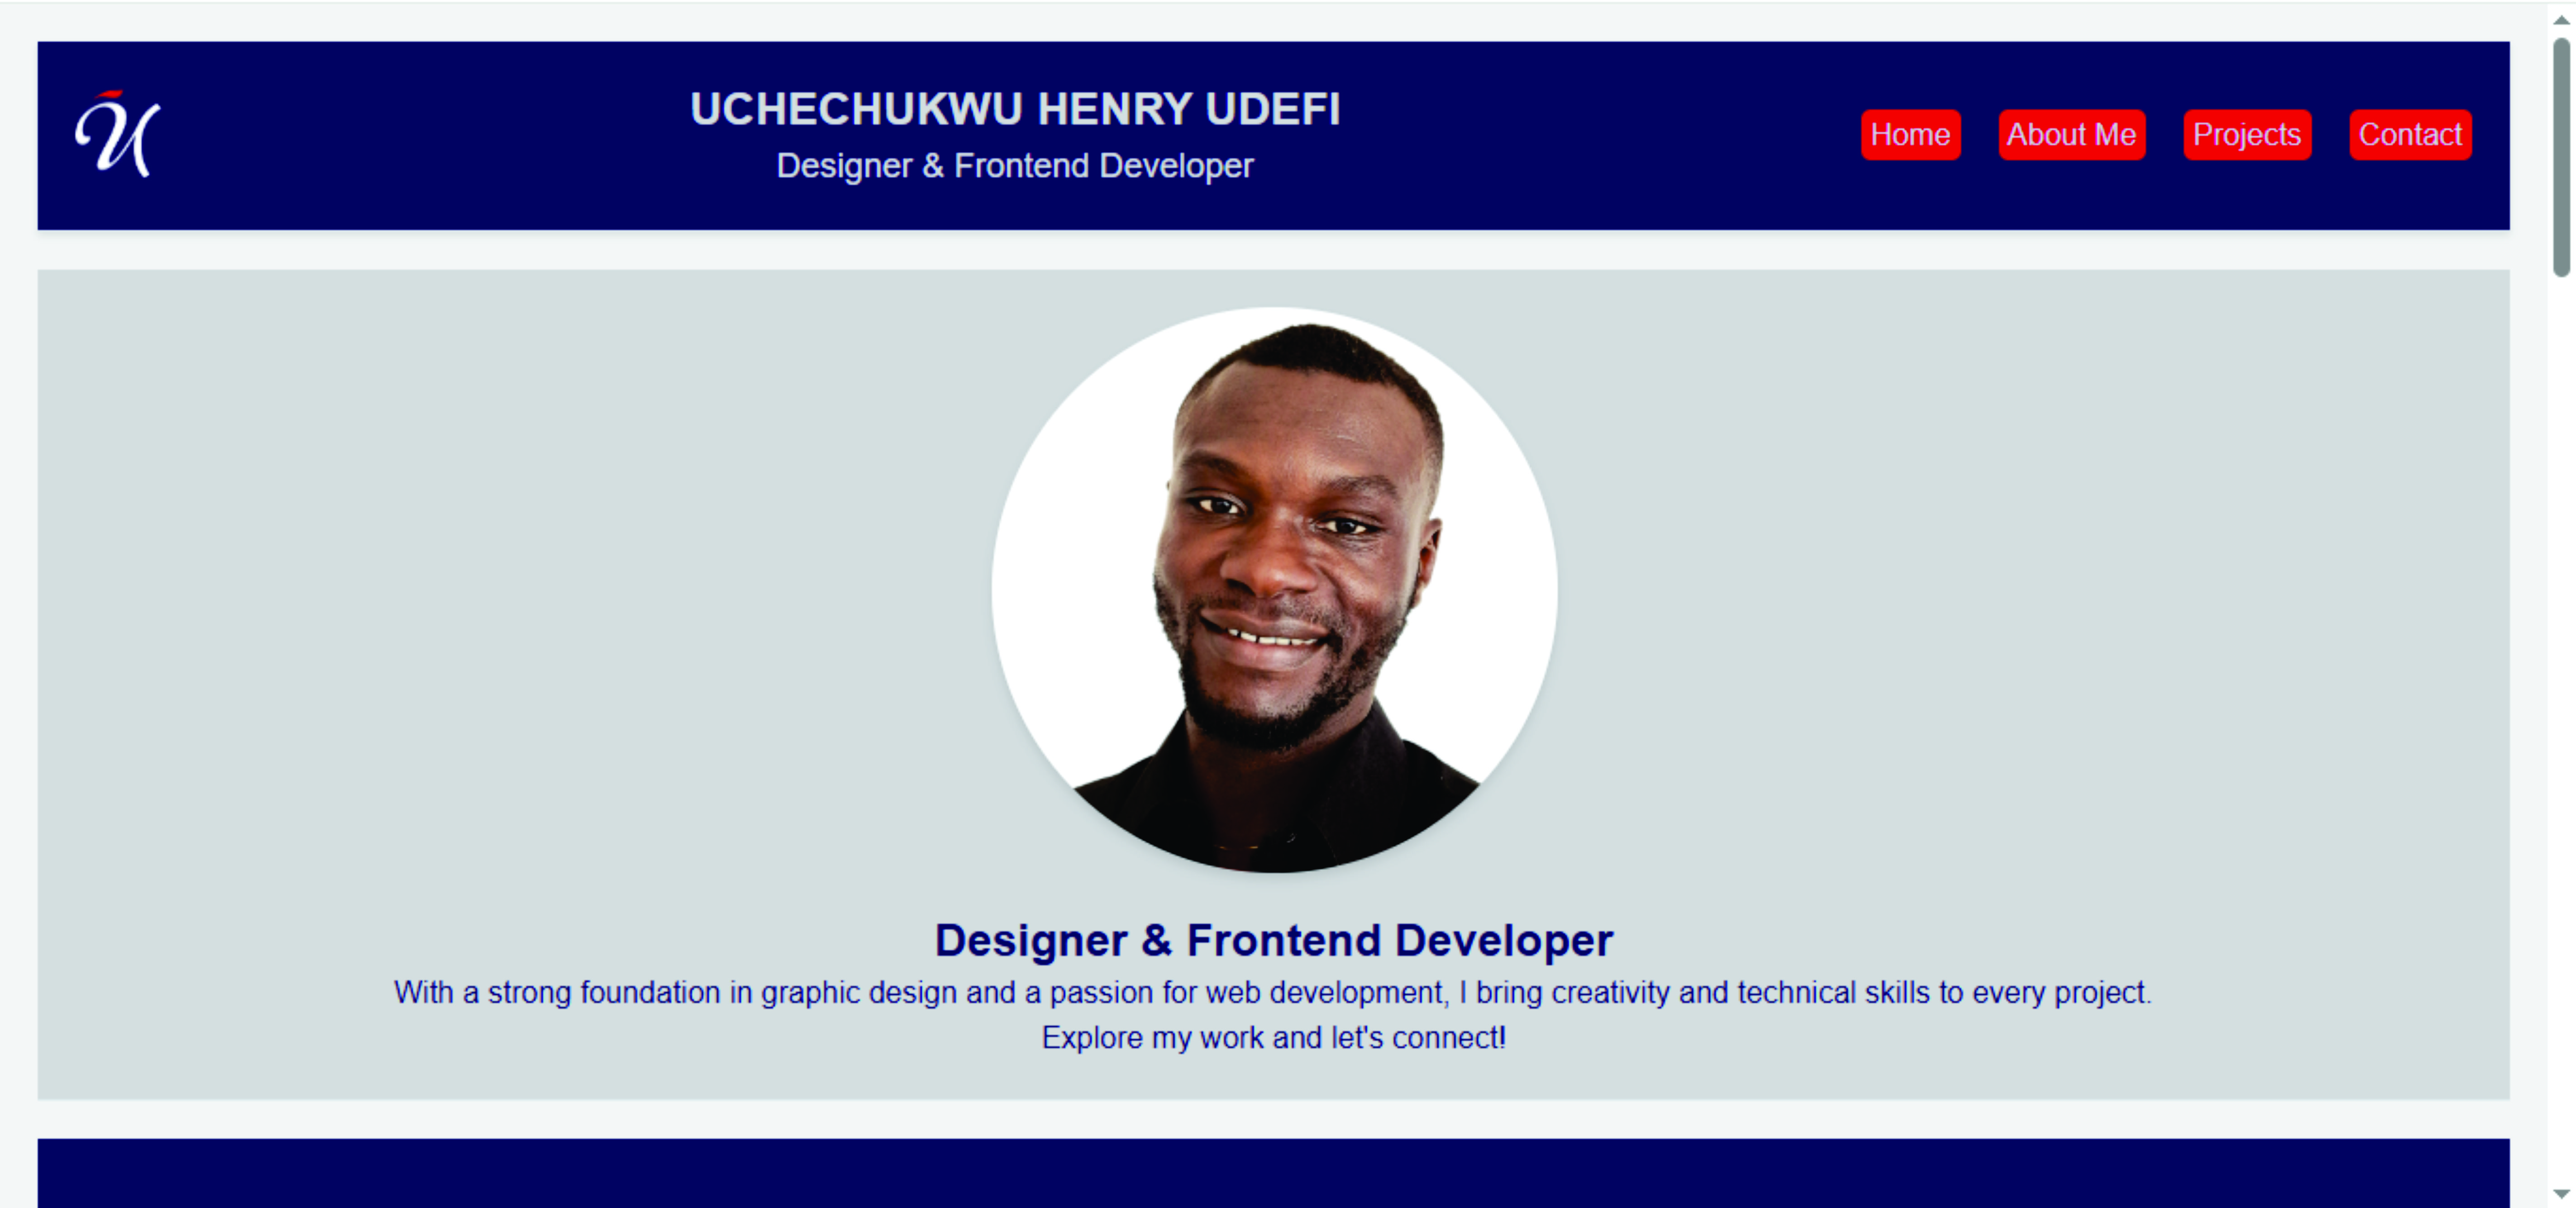 U
UCHECHUKWU HENRY UDEFI
Designer & Frontend Developer
Home About Me Projects Contact
Designer & Frontend Developer
With a strong foundation in graphic design and a passion for web development, I bring creativity and technical skills to every project.
Explore my work and let's connect!